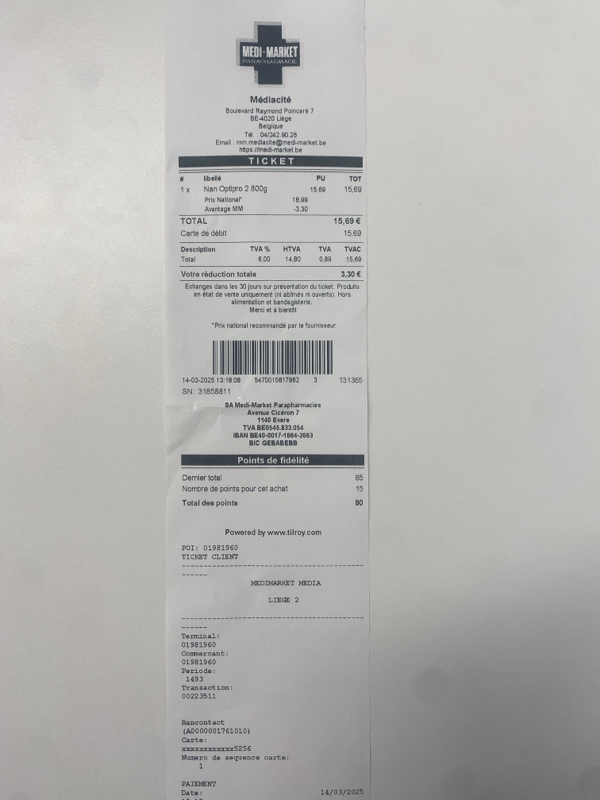 MEDI-MARKET
PARAPHARMACIE
Médiacité
Boulevard Raymond Poincaré 7
BE-4020 Liège
Belgique
Tél. : 04/242.90.26
Email : mm.mediacite@medi-market.be
https://medi-market.be
TICKET
# libellé PU TOT
1 x Nan Optipro 2 800g 15,69 15,69
Prix National* 18,99
Avantage MM -3,30
TOTAL 15,69 €
Carte de débit 15,69
Description TVA % HTVA TVA TVAC
Total 6,00 14,80 0,89 15,69
Votre réduction totale 3,30 €
Echanges dans les 30 jours sur présentation du ticket. Produits
en état de vente uniquement (ni abîmés ni ouverts). Hors
alimentation et bandagisterie.
Merci et à bientôt
*Prix national recommandé par le fournisseur
14-03-2025 13:18:08 5470015817982 3 131365
SN : 31858811
SA Medi-Market Parapharmacies
Avenue Cicéron 7
1140 Evere
TVA BE0545.833.054
IBAN BE40-0017-1864-2663
BIC GEBABEBB
Points de fidélité
Dernier total 65
Nombre de points pour cet achat 15
Total des points 80
Powered by www.tilroy.com
POI: 01981960
TICKET CLIENT
MEDIMARKET MEDIA
LIEGE 2
Terminal:
01981960
Commercant:
01981960
Periode:
1493
Transaction:
00223511
Bancontact
(A0000001761010)
Carte:
xxxxxxxxxxxx5256
Numero de sequence carte:
1
PAIEMENT
Date: 14/03/2025